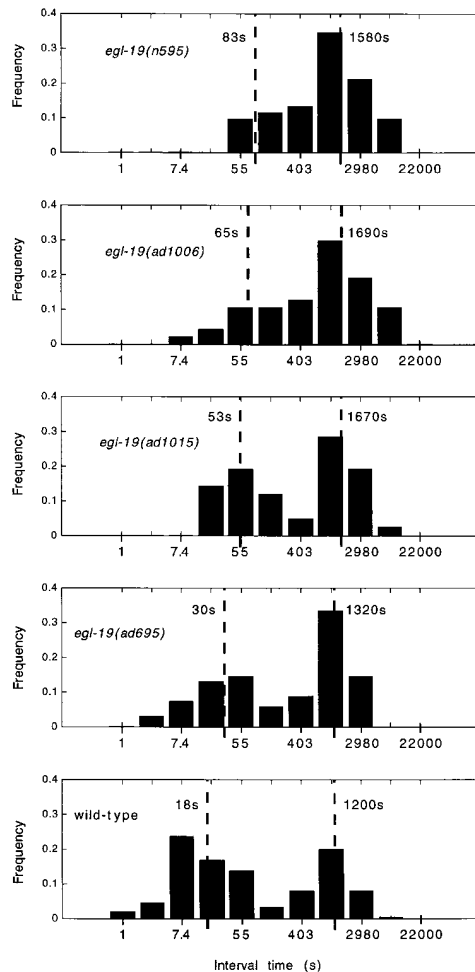 0.4
83s
1580s
egl-19(n595)
0.3
Frequency
0.2
0.1
0
1 7.4 55 403 2980 22000
0.4
65s
1690s
egl-19(ad1006)
0.3
Frequency
0.2
0.1
0
1 7.4 55 403 2980 22000
0.4
53s
1670s
egl-19(ad1015)
0.3
Frequency
0.2
0.1
0
1 7.4 55 403 2980 22000
0.4
30s
1320s
egl-19(ad695)
0.3
Frequency
0.2
0.1
0
1 7.4 55 403 2980 22000
0.4
18s
1200s
wild-type
0.3
Frequency
0.2
0.1
0
1 7.4 55 403 2980 22000
Interval time (s)